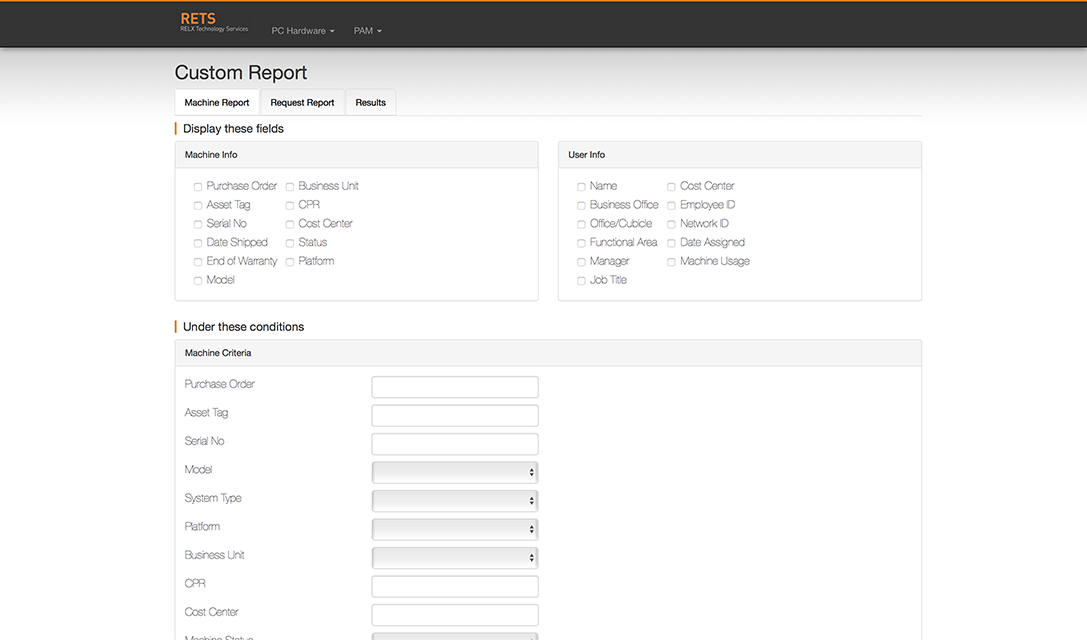 RETS
RELX Technology Services
PC Hardware
PAM
Custom Report
Machine Report
Request Report
Results
Display these fields
Machine Info
Purchase Order Business Unit
Asset Tag CPR
Serial No Cost Center
Date Shipped Status
End of Warranty Platform
Model
User Info
Name Cost Center
Business Office Employee ID
Office/Cubicle Network ID
Functional Area Date Assigned
Manager Machine Usage
Job Title
Under these conditions
Machine Criteria
Purchase Order
Asset Tag
Serial No
Model
System Type
Platform
Business Unit
CPR
Cost Center
Machine Status